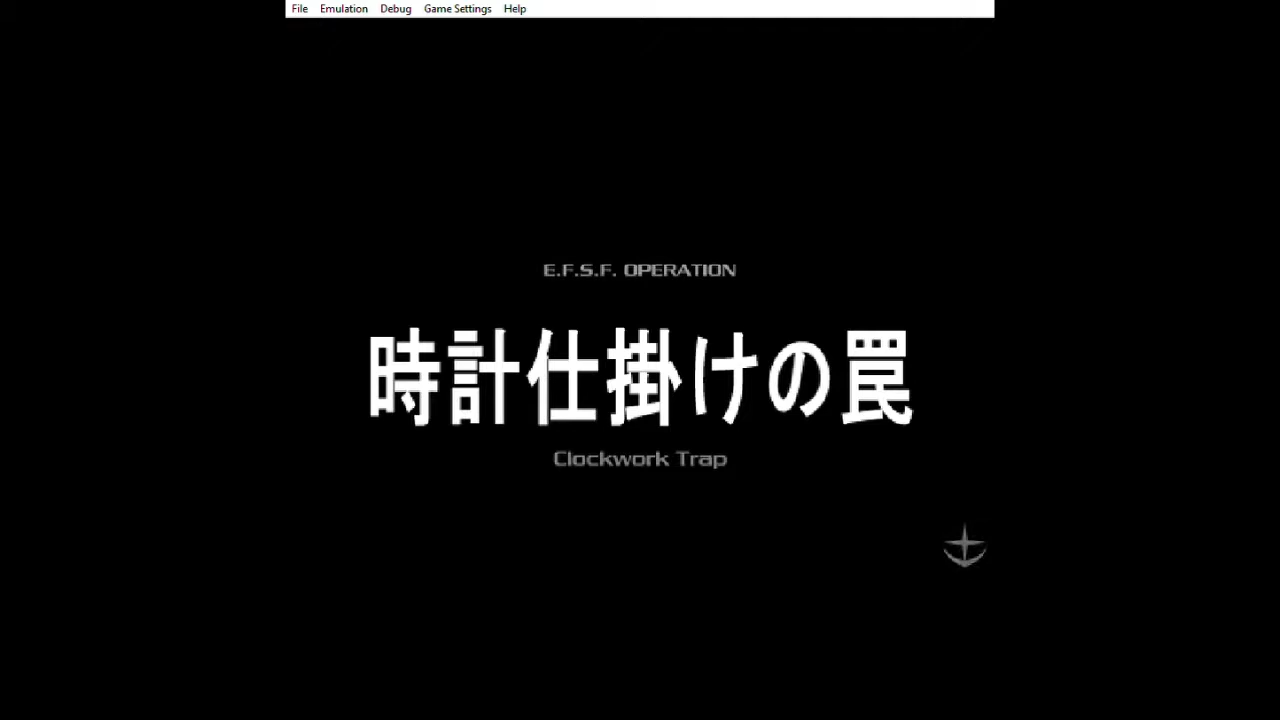 File Emulation Debug Game Settings Help
E.F.S.F. OPERATION
時計仕掛けの罠
Clockwork Trap